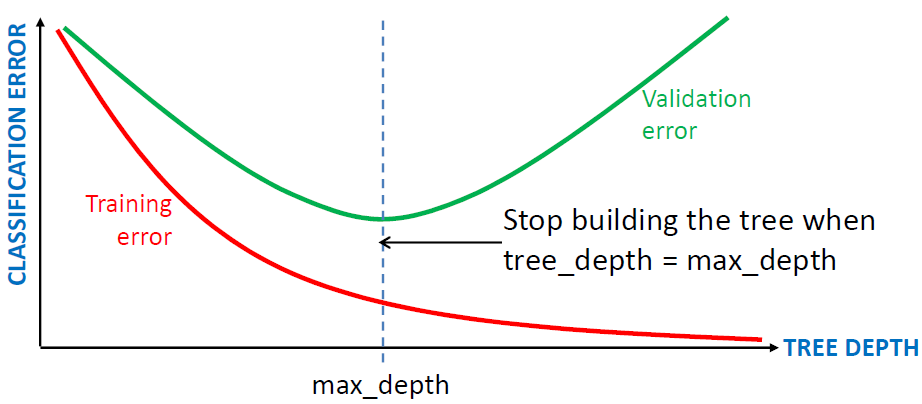 CLASSIFICATION ERROR
Validation
error
Training
error
Stop building the tree when
tree_depth = max_depth
TREE DEPTH
max_depth